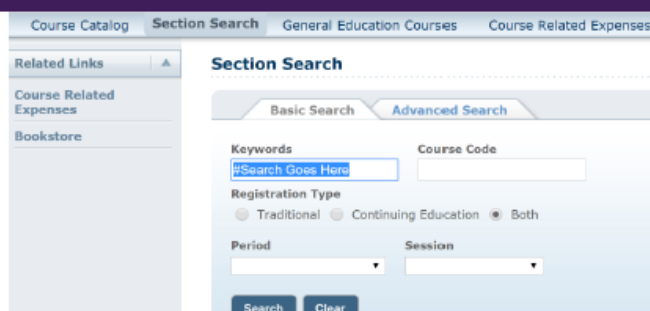 Course Catalog Section Search General Education Courses Course Related Expenses
Related Links
Section Search
Course Related
Expenses
Bookstore
Basic Search Advanced Search
Keywords Course Code
#Search Goes Here
Registration Type
Traditional Continuing Education Both
Period Session
Search Clear